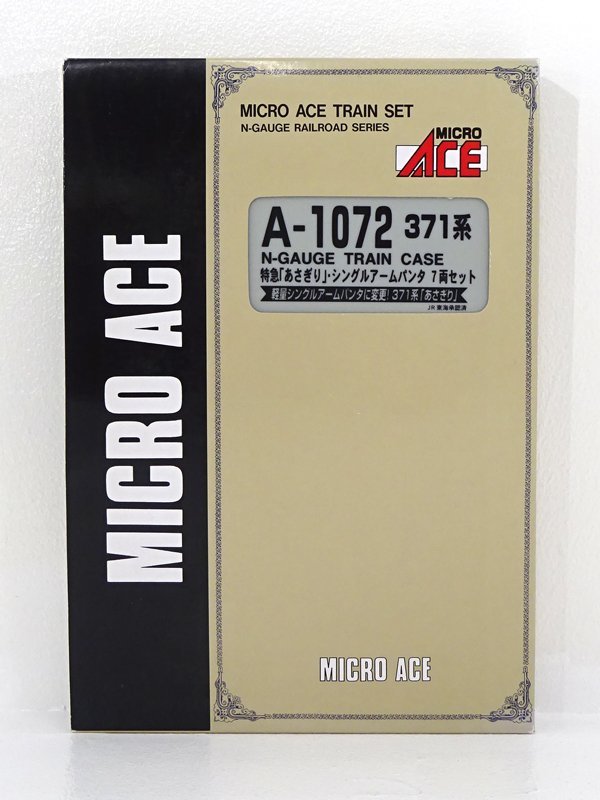 MICRO ACE
MICRO ACE TRAIN SET
N-GAUGE RAILROAD SERIES
MICRO
ACE
A-1072 371系
N-GAUGE TRAIN CASE
特急「あさぎり」・シングルアームパンタ 7両セット
軽量シングルアームパンタに変更!371系「あさぎり」
JR東海承認済
MICRO ACE